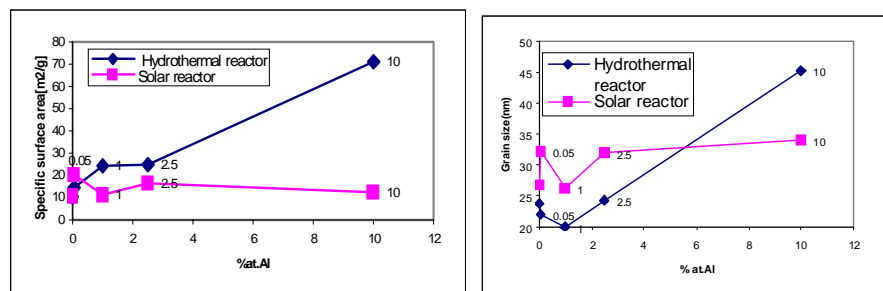 80
70
60
50
40
30
20
10
0
0 2 4 6 8 10 12
Specific surface area[m2/g]
%at.Al
Hydrothermal reactor
Solar reactor
10
0.05
1
2.5
2.5
1
10
50
45
40
35
30
25
20
0 2 4 6 8 10 12
Grain size(nm)
% at.Al
Hydrothermal
reactor
Solar reactor
10
0.05
2.5
10
1
2.5
0.05
1